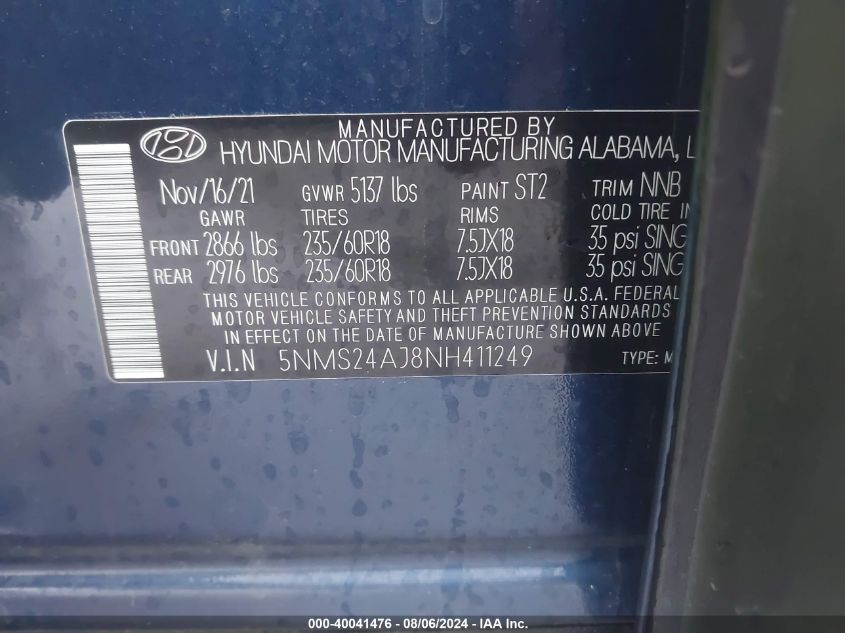 MANUFACTURED BY
HYUNDAI MOTOR MANUFACTURING ALABAMA, L
Nov/16/21 GVWR 5137 lbs PAINT ST2 TRIM NNB
GAWR TIRES RIMS COLD TIRE IN
FRONT 2866 lbs 235/60R18 7.5JX18 35 psi SING
REAR 2976 lbs 235/60R18 7.5JX18 35 psi SING
THIS VEHICLE CONFORMS TO ALL APPLICABLE U.S.A. FEDERAL
MOTOR VEHICLE SAFETY AND THEFT PREVENTION STANDARDS
IN EFFECT ON THE DATE OF MANUFACTURE SHOWN ABOVE
V.I.N 5NMS24AJ8NH411249 TYPE: M
000-40041476 - 08/06/2024 - IAA Inc.